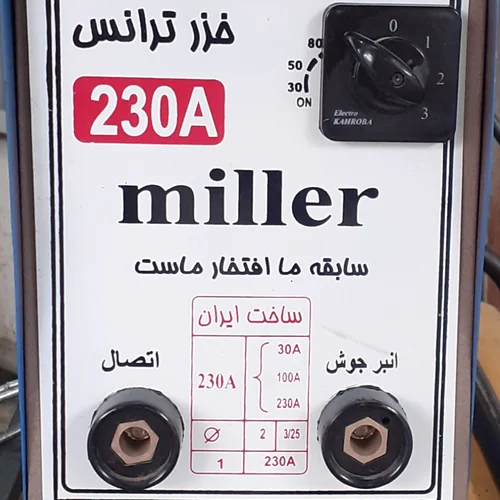 خزر ترانس
80
50
30
ON
0
1
2
3
Electro
KAHROBA
230A
miller
سابقه ما افتخار ماست
ساخت ایران
230A
30A
100A
230A
⌀ 2 3/25
1 230A
انبر جوش
اتصال